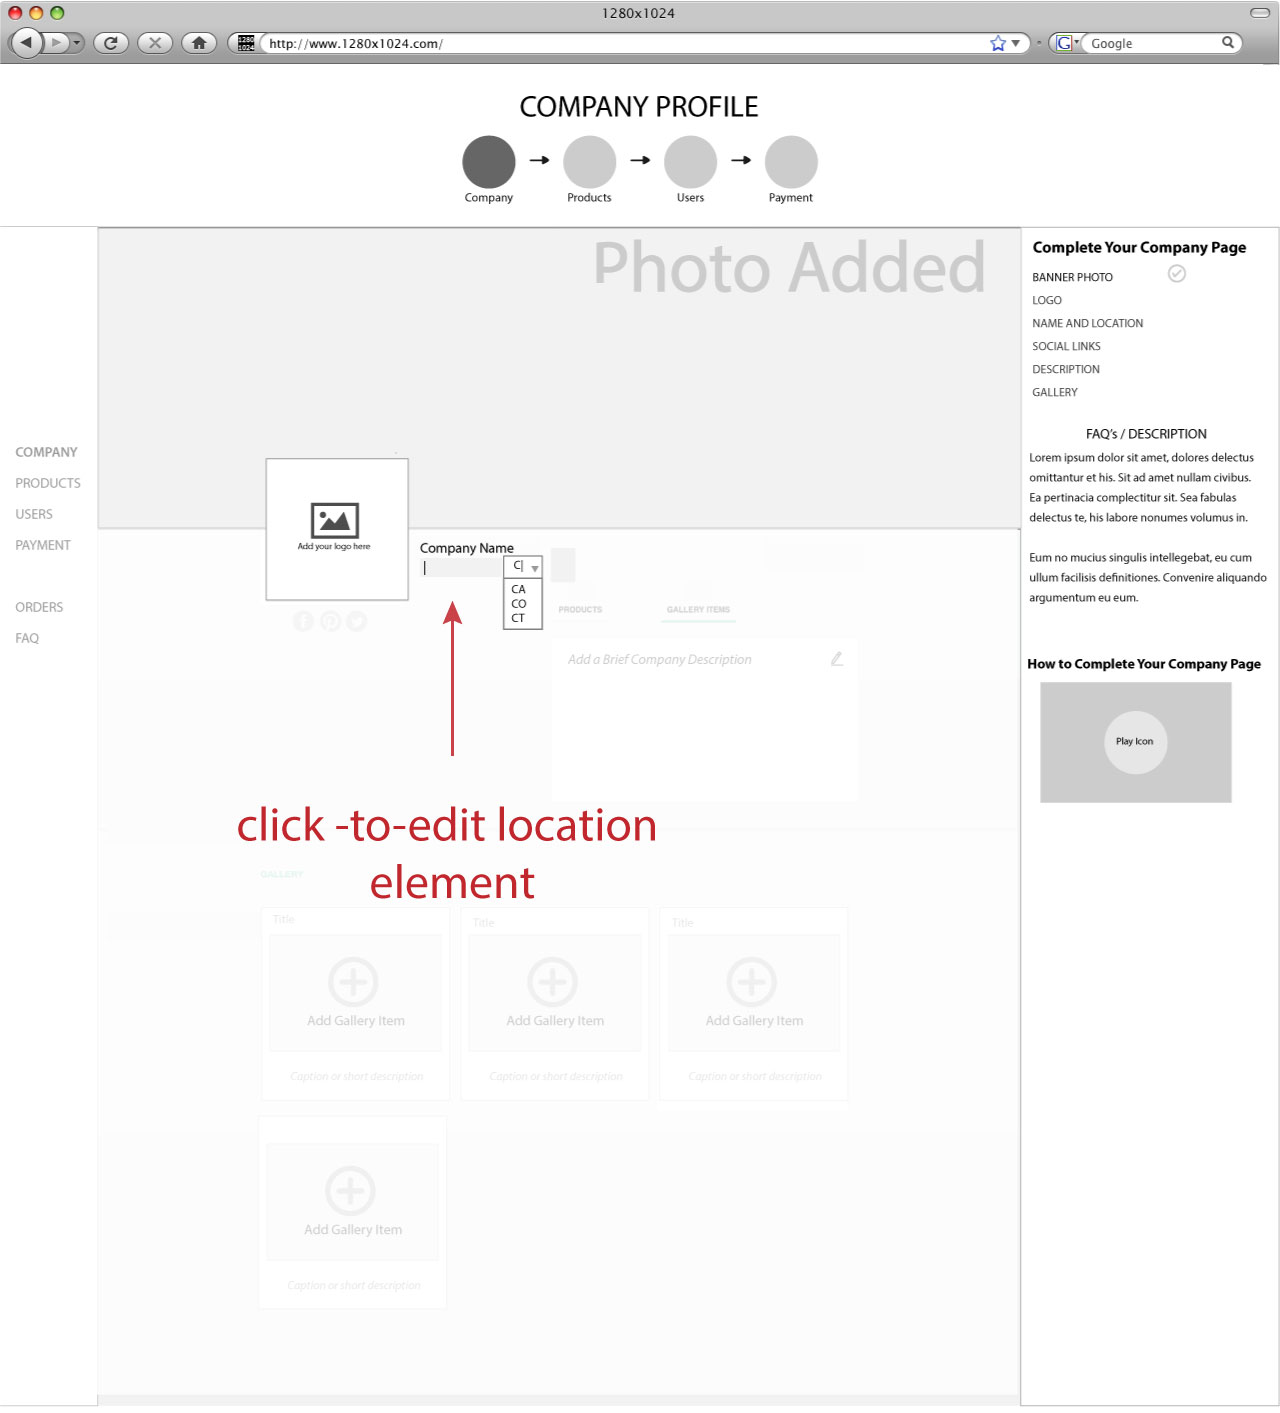 1280x1024
1280
1024
http://www.1280x1024.com/
G
Google
COMPANY PROFILE
Company
Products
Users
Payment
Photo Added
COMPANY
PRODUCTS
USERS
PAYMENT
ORDERS
FAQ
Add your logo here
Company Name
C|
CA
CO
CT
PRODUCTS
GALLERY ITEMS
Add a Brief Company Description
click -to-edit location
element
GALLERY
Title
Add Gallery Item
Caption or short description
Title
Add Gallery Item
Caption or short description
Title
Add Gallery Item
Caption or short description
Add Gallery Item
Caption or short description
Complete Your Company Page
BANNER PHOTO
LOGO
NAME AND LOCATION
SOCIAL LINKS
DESCRIPTION
GALLERY
FAQ's / DESCRIPTION
Lorem ipsum dolor sit amet, dolores delectus
omittantur et his. Sit ad amet nullam civibus.
Ea pertinacia complectitur sit. Sea fabulas
delectus te, his labore nonumes volumus in.
Eum no mucius singulis intellegebat, eu cum
ullum facilisis definitiones. Convenire aliquando
argumentum eu eum.
How to Complete Your Company Page
Play Icon